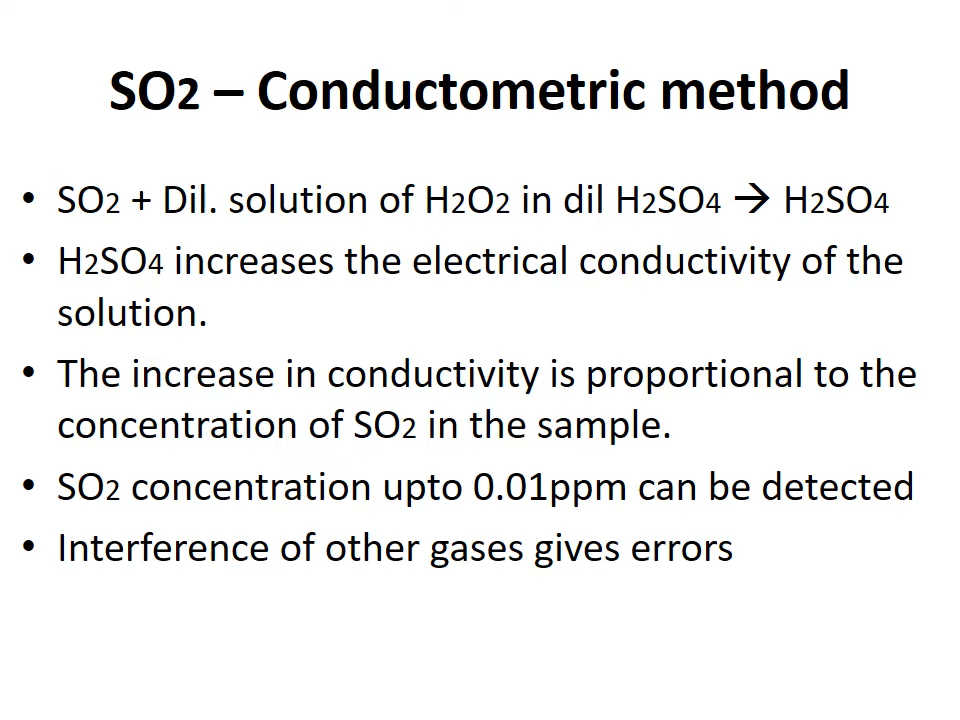 SO2 – Conductometric method
• SO2 + Dil. solution of H2O2 in dil H2SO4 → H2SO4
• H2SO4 increases the electrical conductivity of the
solution.
• The increase in conductivity is proportional to the
concentration of SO2 in the sample.
• SO2 concentration upto 0.01ppm can be detected
• Interference of other gases gives errors